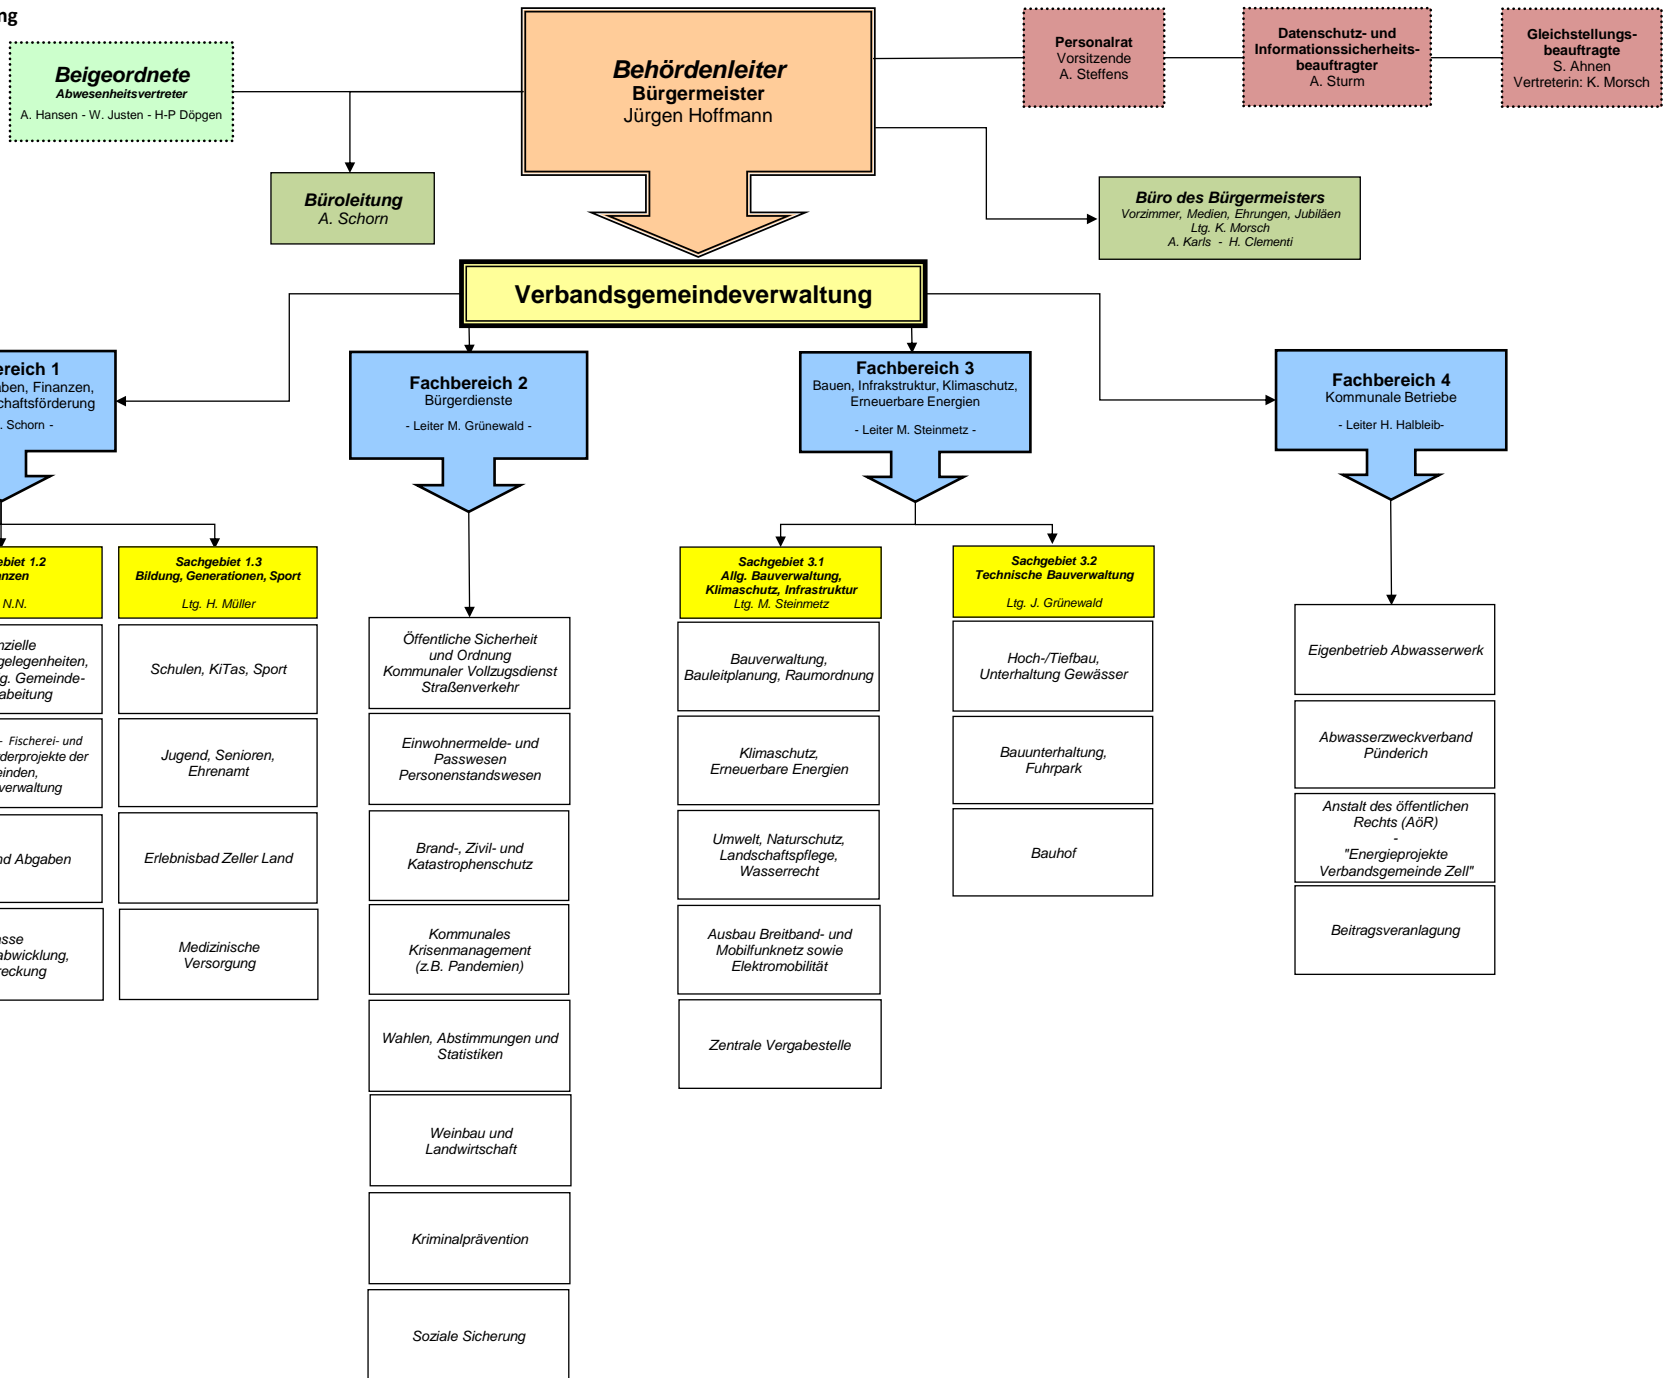 Beigeordnete
Abwesenheitsvertreter
A. Hansen - W. Justen - H-P Döpgen
Behördenleiter
Bürgermeister
Jürgen Hoffmann
Personalrat
Vorsitzende
A. Steffens
Datenschutz- und
Informationssicherheits-
beauftragter
A. Sturm
Gleichstellungs-
beauftragte
S. Ahnen
Vertreterin: K. Morsch
Büroleitung
A. Schorn
Büro des Bürgermeisters
Vorzimmer, Medien, Ehrungen, Jubiläen
Ltg. K. Morsch
A. Karls - H. Clementi
Verbandsgemeindeverwaltung
ereich 1
aben, Finanzen,
chaftsförderung
. Schorn -
Fachbereich 2
Bürgerdienste
- Leiter M. Grünewald -
Fachbereich 3
Bauen, Infrakstruktur, Klimaschutz,
Erneuerbare Energien
- Leiter M. Steinmetz -
Fachbereich 4
Kommunale Betriebe
- Leiter H. Halbleib-
ebiet 1.2
nzen
N.N.
nzielle
gelegenheiten,
g. Gemeinde-
abeitung
- Fischerei- und
derprojekte der
einden,
verwaltung
nd Abgaben
sse
abwicklung,
reckung
Sachgebiet 1.3
Bildung, Generationen, Sport
Ltg. H. Müller
Schulen, KiTas, Sport
Jugend, Senioren,
Ehrenamt
Erlebnisbad Zeller Land
Medizinische
Versorgung
Öffentliche Sicherheit
und Ordnung
Kommunaler Vollzugsdienst
Straßenverkehr
Einwohnermelde- und
Passwesen
Personenstandswesen
Brand-, Zivil- und
Katastrophenschutz
Kommunales
Krisenmanagement
(z.B. Pandemien)
Wahlen, Abstimmungen und
Statistiken
Weinbau und
Landwirtschaft
Kriminalprävention
Soziale Sicherung
Sachgebiet 3.1
Allg. Bauverwaltung,
Klimaschutz, Infrastruktur
Ltg. M. Steinmetz
Bauverwaltung,
Bauleitplanung, Raumordnung
Klimaschutz,
Erneuerbare Energien
Umwelt, Naturschutz,
Landschaftspflege,
Wasserrecht
Ausbau Breitband- und
Mobilfunknetz sowie
Elektromobilität
Zentrale Vergabestelle
Sachgebiet 3.2
Technische Bauverwaltung
Ltg. J. Grünewald
Hoch-/Tiefbau,
Unterhaltung Gewässer
Bauunterhaltung,
Fuhrpark
Bauhof
Eigenbetrieb Abwasserwerk
Abwasserzweckverband
Pünderich
Anstalt des öffentlichen
Rechts (AöR)
-
"Energieprojekte
Verbandsgemeinde Zell"
Beitragsveranlagung